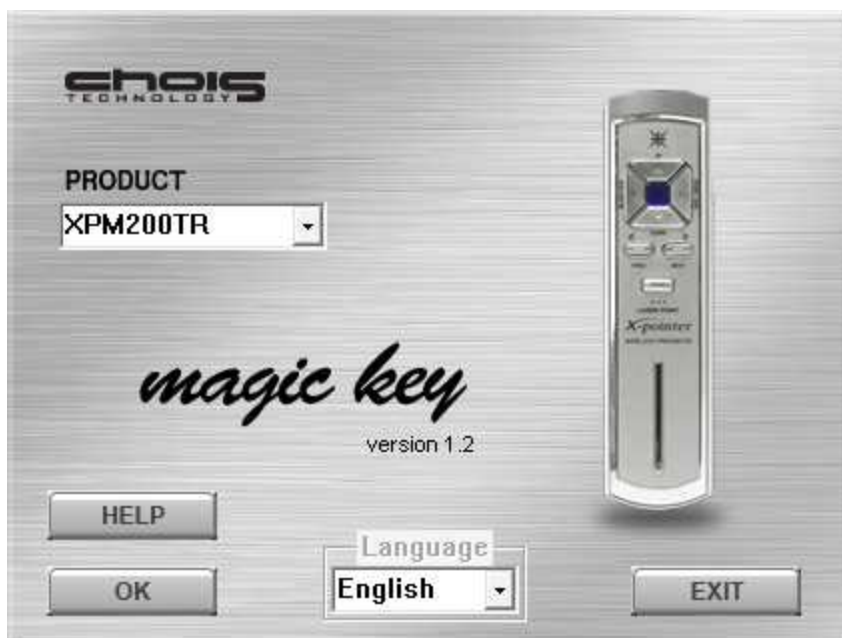 chois
TECHNOLOGY
PRODUCT
XPM200TR
X-pointer
magic key
version 1.2
HELP
Language
English
OK
EXIT